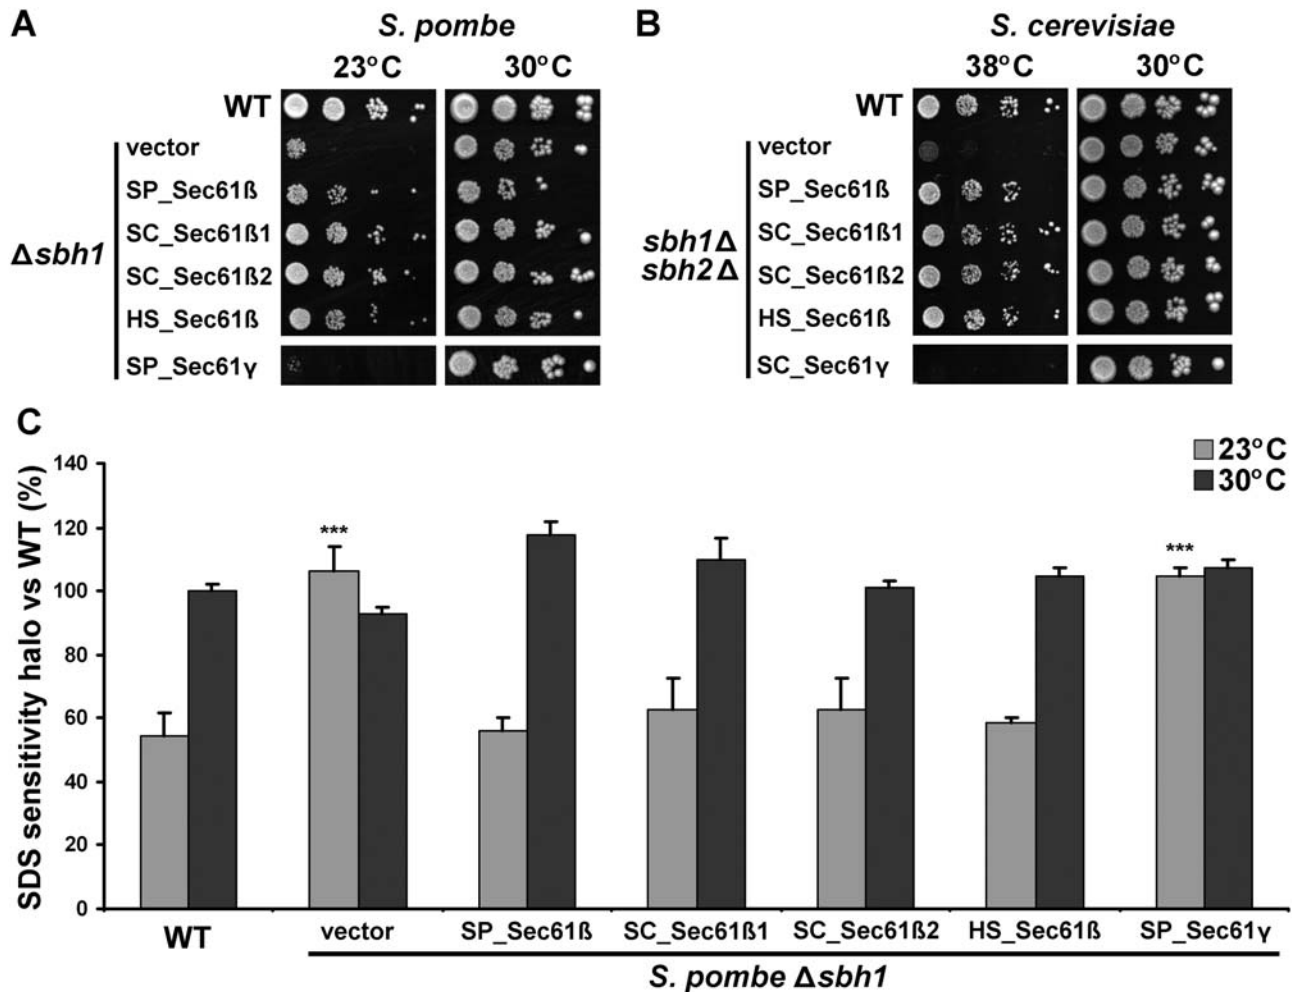 A
S. pombe
23°C 30°C
WT
vector
SP_Sec61ß
SC_Sec61ß1
SC_Sec61ß2
HS_Sec61ß
SP_Sec61γ
Δsbh1
B
S. cerevisiae
38°C 30°C
WT
vector
SP_Sec61ß
SC_Sec61ß1
SC_Sec61ß2
HS_Sec61ß
SC_Sec61γ
sbh1Δ
sbh2Δ
C
23°C
30°C
SDS sensitivity halo vs WT (%)
140
120
100
80
60
40
20
0
***
***
WT vector SP_Sec61ß SC_Sec61ß1 SC_Sec61ß2 HS_Sec61ß SP_Sec61γ
S. pombe Δsbh1